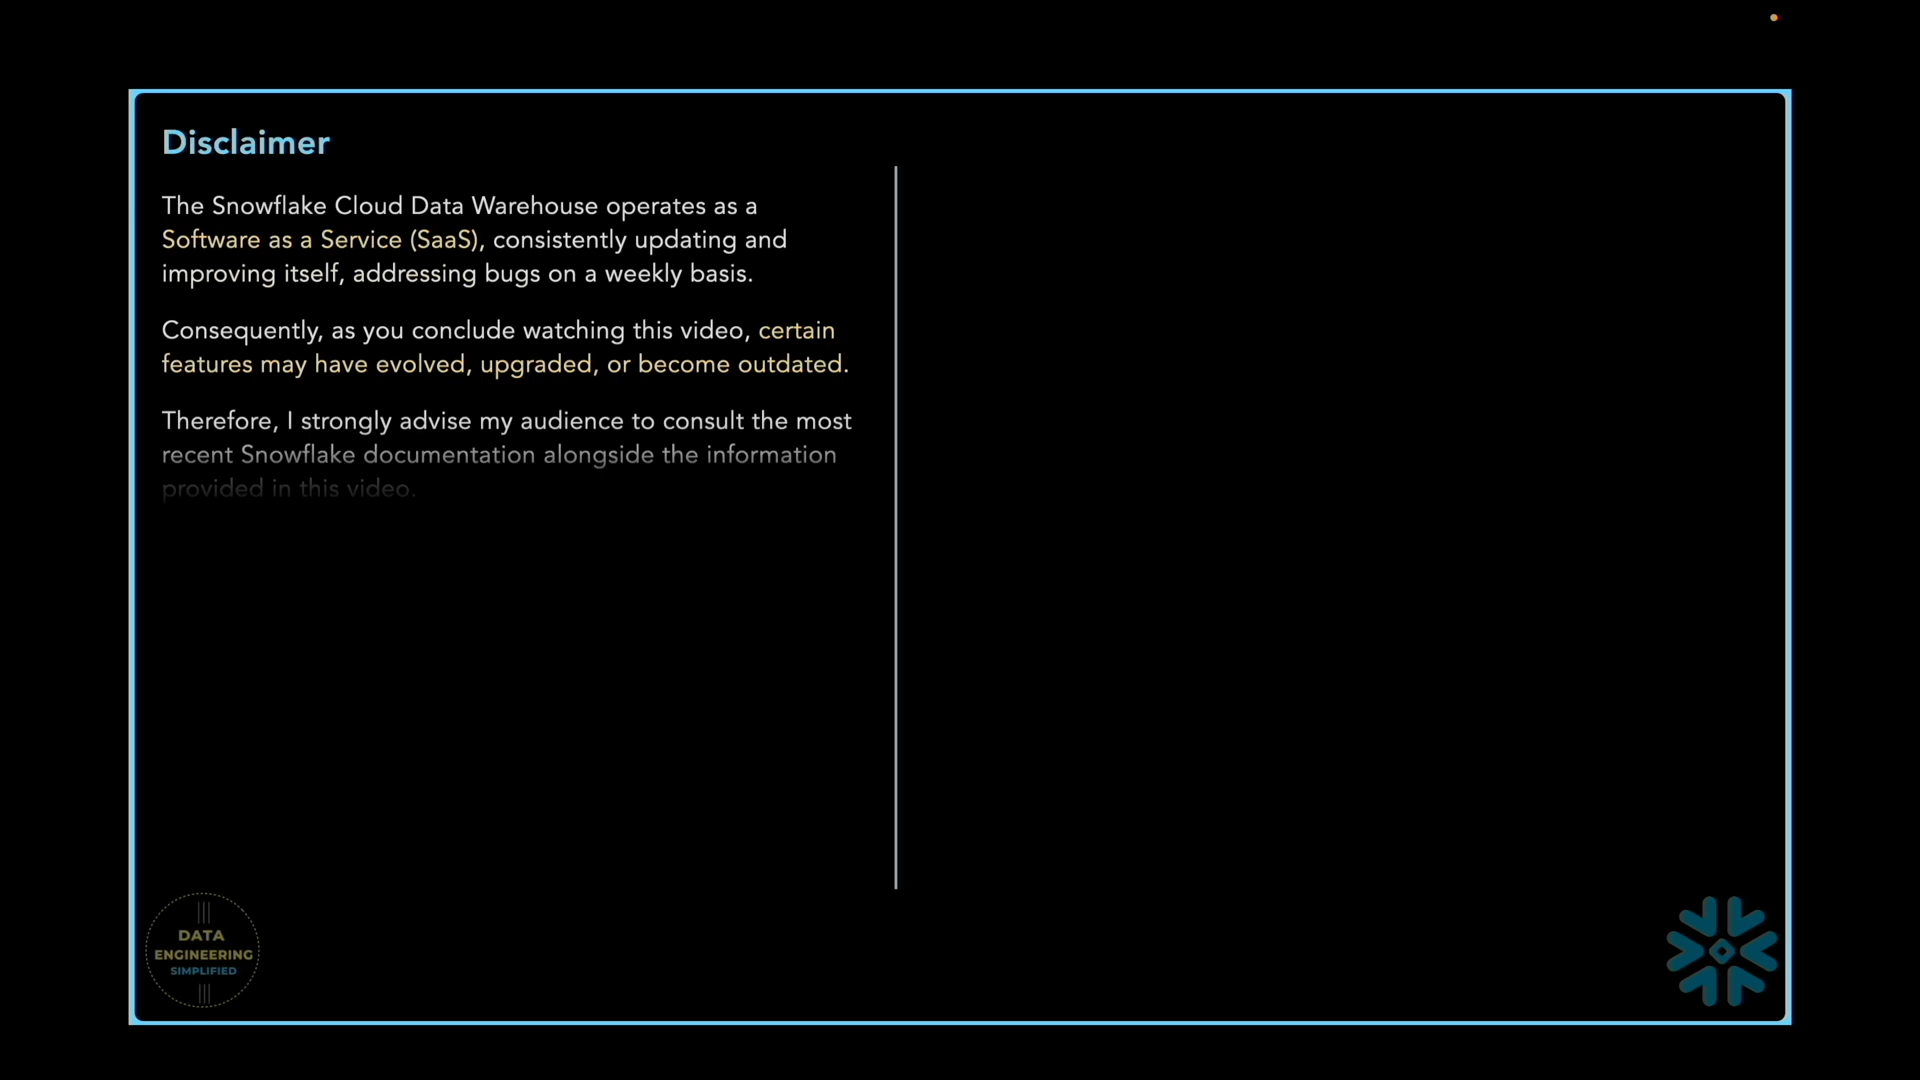 Disclaimer
The Snowflake Cloud Data Warehouse operates as a
Software as a Service (SaaS), consistently updating and
improving itself, addressing bugs on a weekly basis.
Consequently, as you conclude watching this video, certain
features may have evolved, upgraded, or become outdated.
Therefore, I strongly advise my audience to consult the most
recent Snowflake documentation alongside the information
provided in this video.
DATA
ENGINEERING
SIMPLIFIED